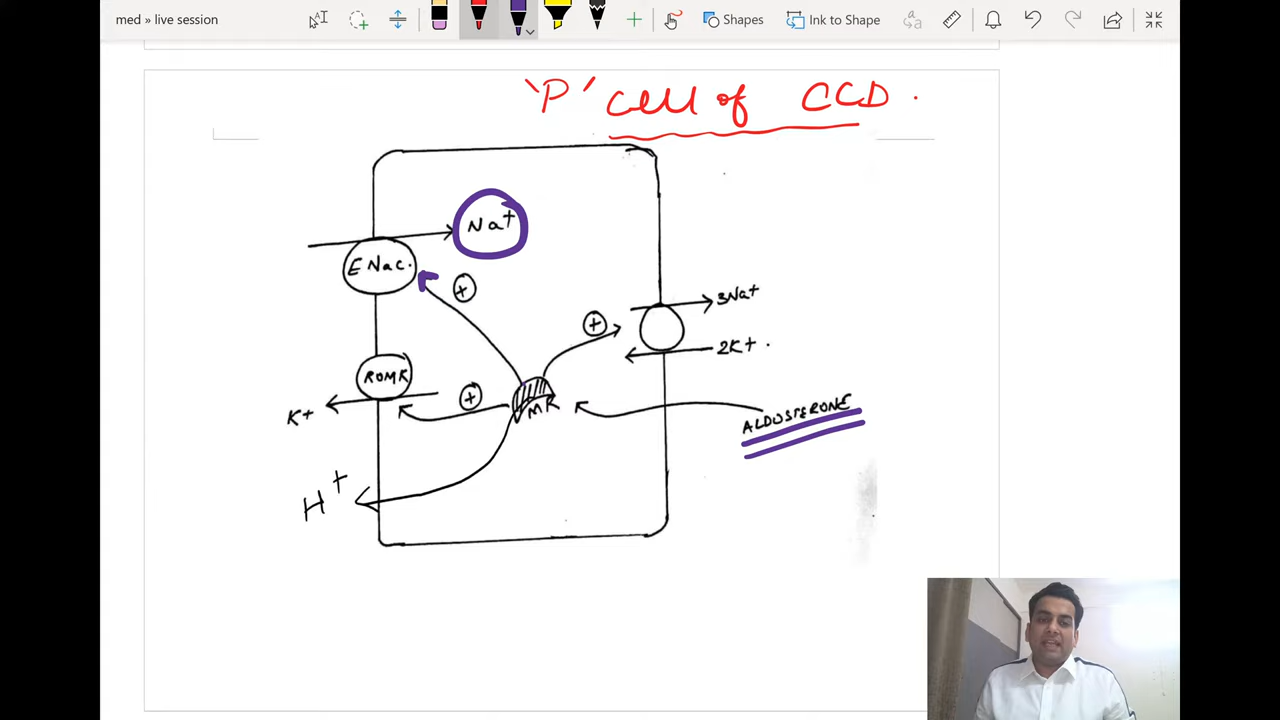 med » live session
Shapes
Ink to Shape
'P' cell of CCD.
Na+
ENac.
+
+
3Na+
2K+.
ROMK
+
MR
K+
ALDOSTERONE
H+